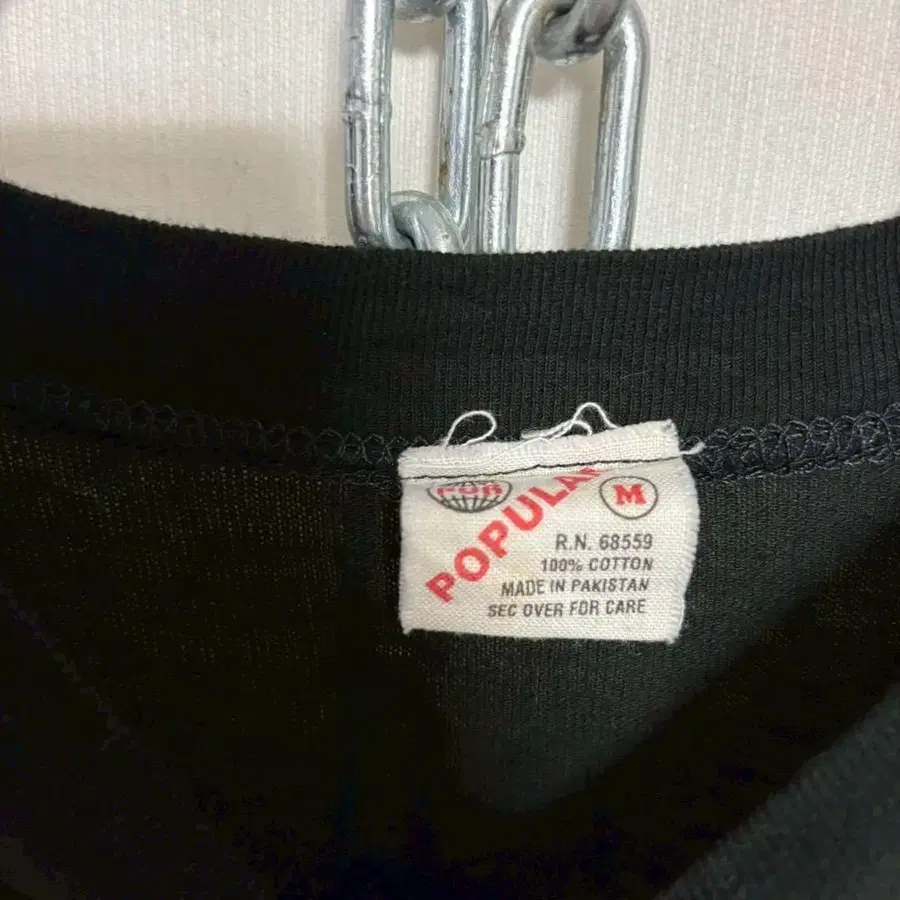 POPULAR
M
R.N. 68559
100% COTTON
MADE IN PAKISTAN
SEC OVER FOR CARE